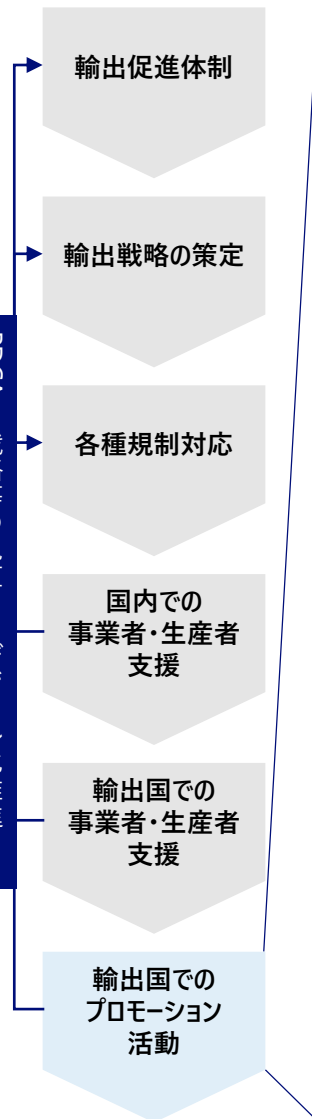 輸出促進体制
輸出戦略の策定
各種規制対応
国内での
事業者・生産者
支援
輸出国での
事業者・生産者
支援
輸出国での
プロモーション
活動